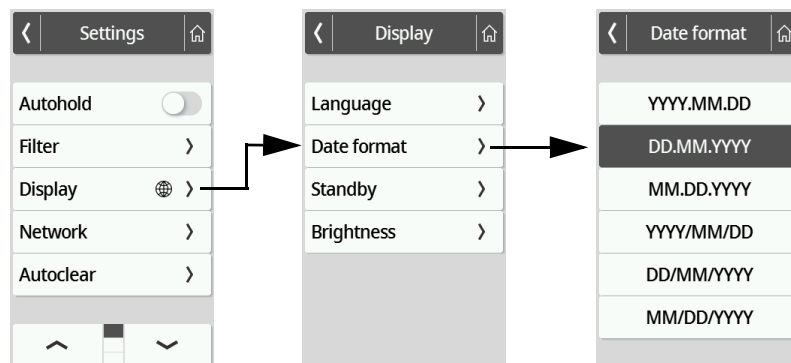 Settings
Autohold
Filter
Display
Network
Autoclear
Display
Language
Date format
Standby
Brightness
Date format
YYYY.MM.DD
DD.MM.YYYY
MM.DD.YYYY
YYYY/MM/DD
DD/MM/YYYY
MM/DD/YYYY